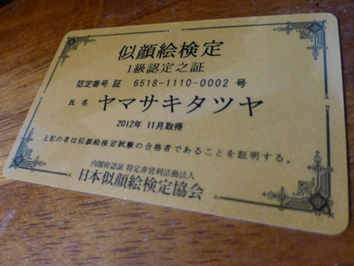 似顔絵検定
1級認定之証
認定番号 証 6518-1110-0002 号
氏 名 ヤマサキタツヤ
2012年 11月取得
上記の者は似顔絵検定試験の合格者であることを証明する。
内閣府認証 特定非営利活動法人
日本似顔絵検定協会